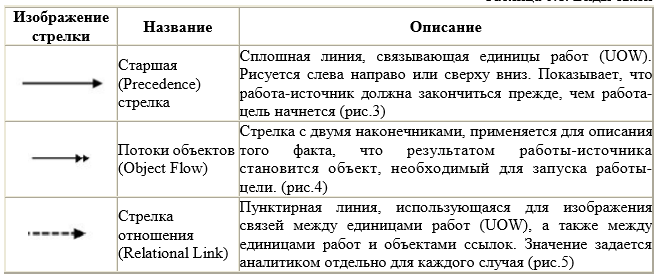 Изображение стрелки
Название
Описание
Старшая
(Precedence)
стрелка
Сплошная линия, связывающая единицы работ (UOW).
Рисуется слева направо или сверху вниз. Показывает, что
работа-источник должна закончиться прежде, чем работа-
цель начнется (рис.3)
Потоки объектов
(Object Flow)
Стрелка с двумя наконечниками, применяется для описания
того факта, что результатом работы-источника
становится объект, необходимый для запуска работы-
цели. (рис.4)
Стрелка
отношения
(Relational Link)
Пунктирная линия, использующаяся для изображения
связей между единицами работ (UOW), а также между
единицами работ и объектами ссылок. Значение задается
аналитиком отдельно для каждого случая (рис.5)